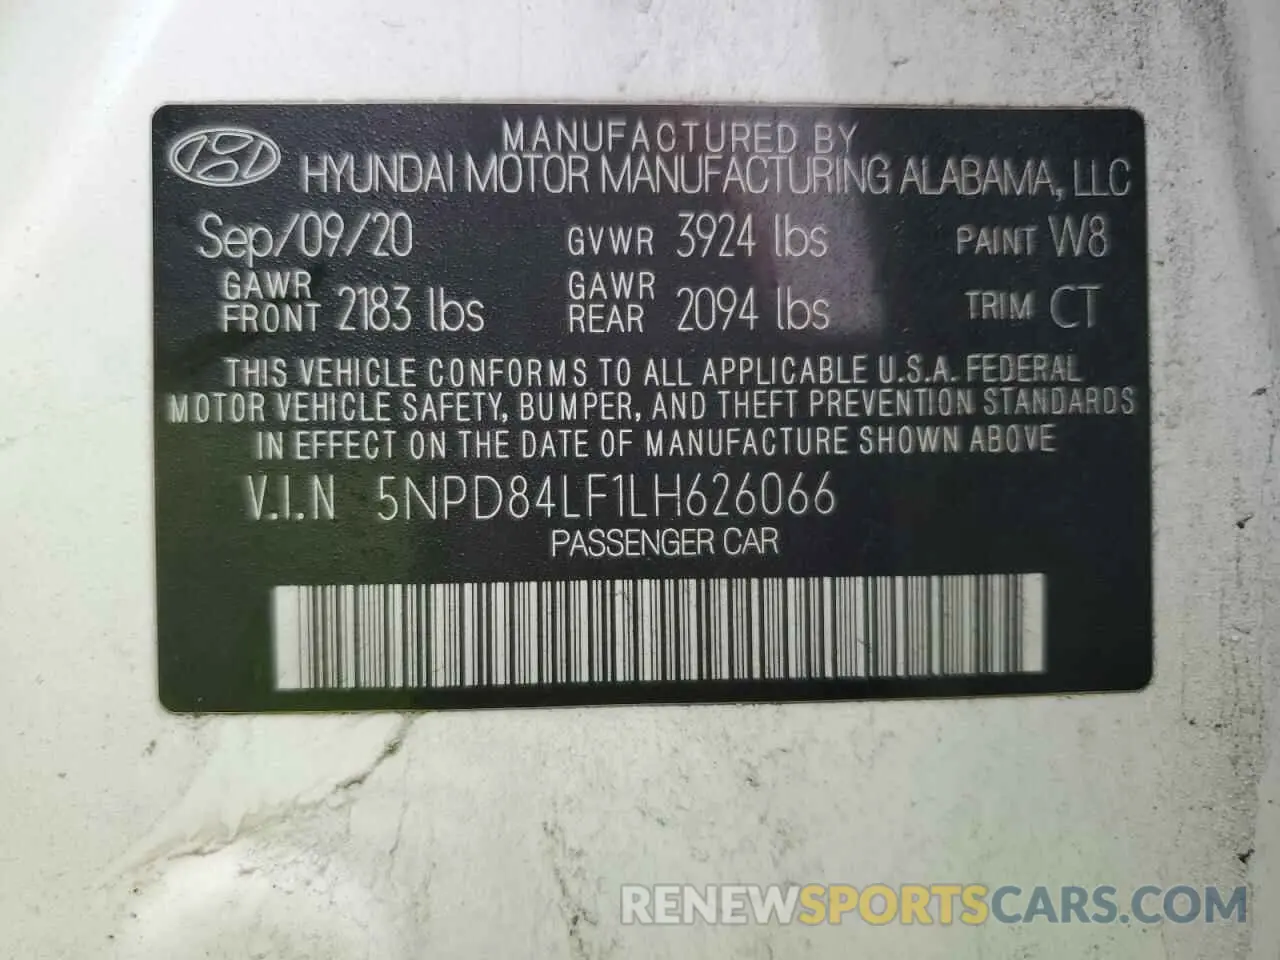 MANUFACTURED BY
HYUNDAI MOTOR MANUFACTURING ALABAMA, LLC
Sep/09/20 GVWR 3924 lbs PAINT W8
GAWR FRONT 2183 lbs GAWR REAR 2094 lbs TRIM CT
THIS VEHICLE CONFORMS TO ALL APPLICABLE U.S.A. FEDERAL
MOTOR VEHICLE SAFETY, BUMPER, AND THEFT PREVENTION STANDARDS
IN EFFECT ON THE DATE OF MANUFACTURE SHOWN ABOVE
V.I.N 5NPD84LF1LH626066
PASSENGER CAR
RENEWSPORTSCARS.COM